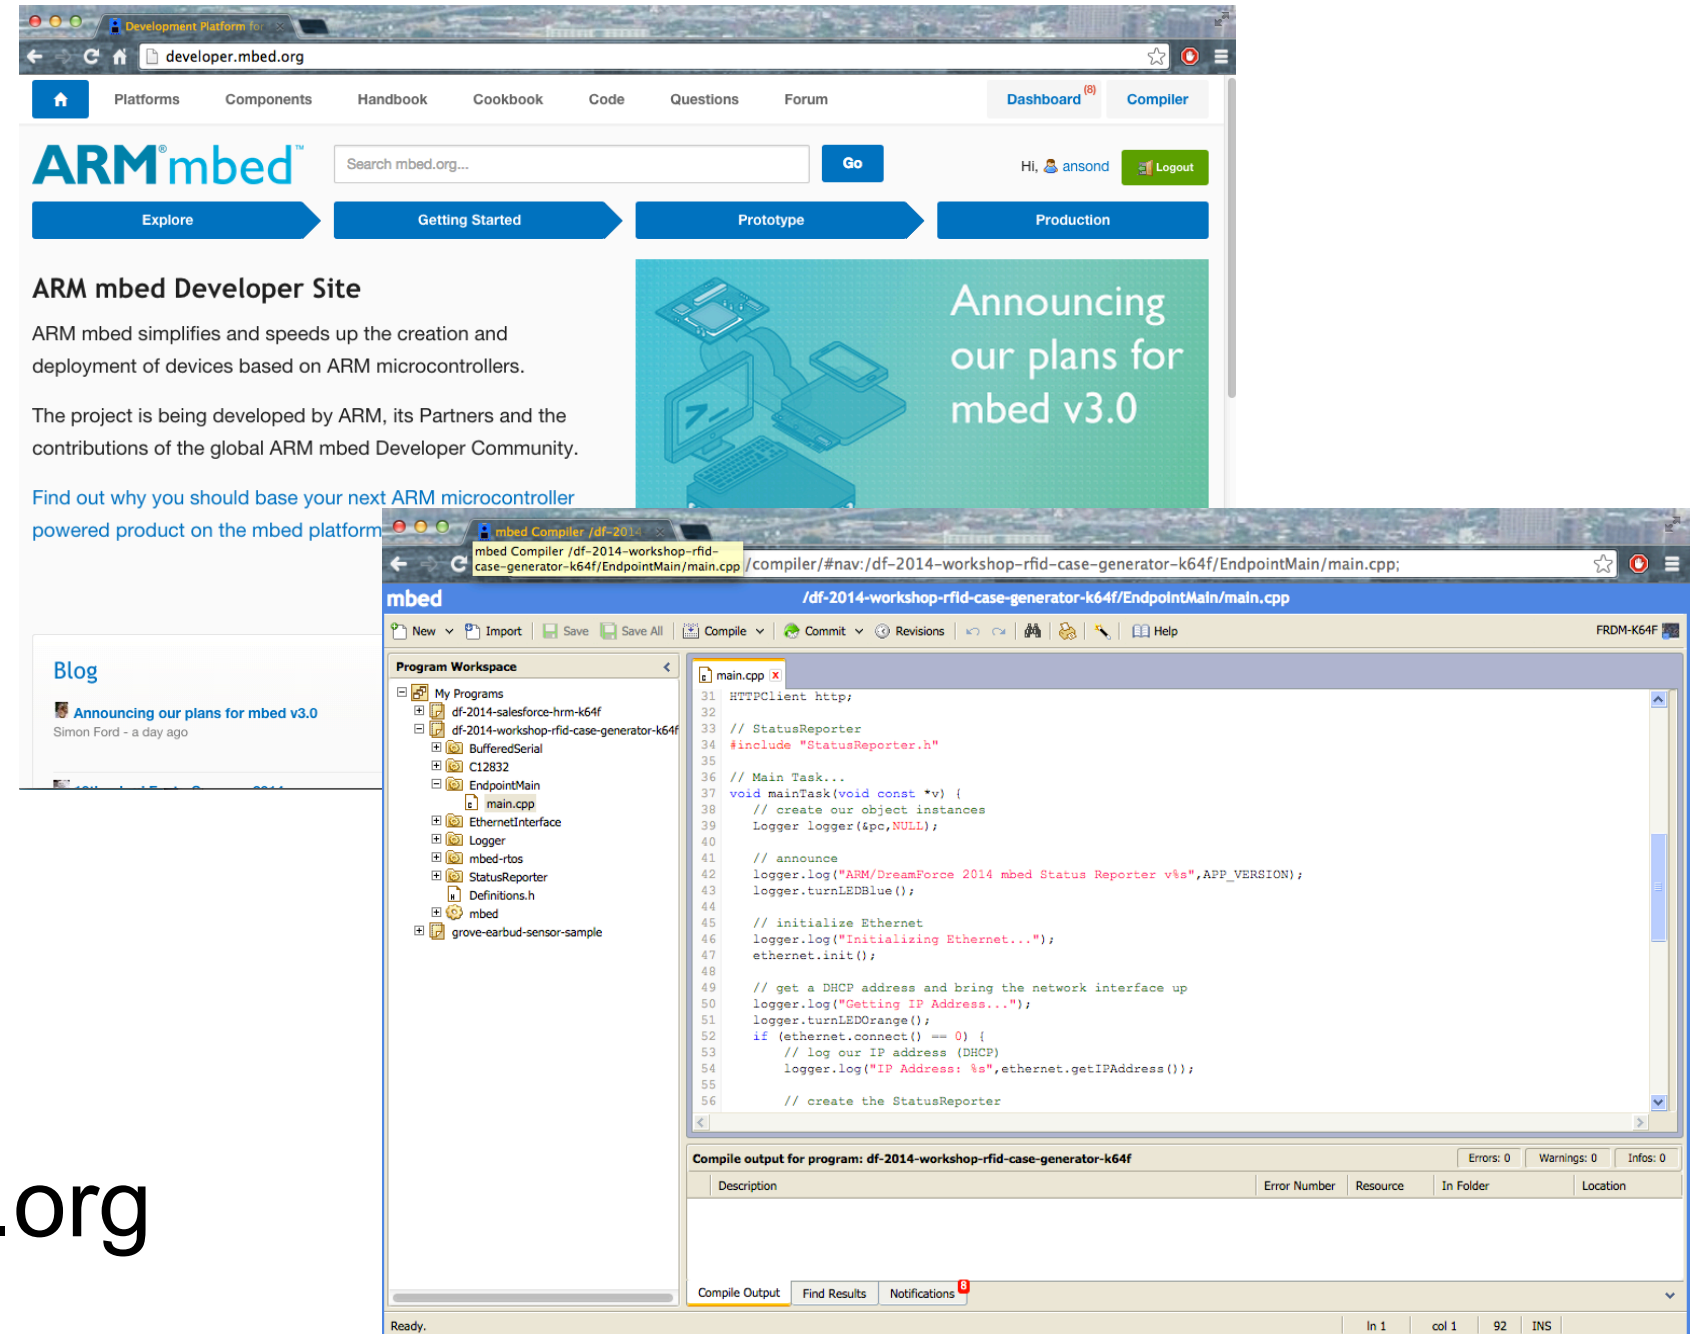 Development Platform for
developer.mbed.org
Platforms Components Handbook Cookbook Code Questions Forum Dashboard (8) Compiler
ARM®mbed™ Search mbed.org... Go Hi, ansond Logout
Explore Getting Started Prototype Production
ARM mbed Developer Site
ARM mbed simplifies and speeds up the creation and
deployment of devices based on ARM microcontrollers.
The project is being developed by ARM, its Partners and the
contributions of the global ARM mbed Developer Community.
Find out why you should base your next ARM microcontroller
powered product on the mbed platform
Announcing
our plans for
mbed v3.0
Blog
Announcing our plans for mbed v3.0
Simon Ford - a day ago
.org
mbed Compiler /df-2014
mbed Compiler /df-2014-workshop-rfid-
case-generator-k64f/EndpointMain/main.cpp
/compiler/#nav:/df-2014-workshop-rfid-case-generator-k64f/EndpointMain/main.cpp;
mbed /df-2014-workshop-rfid-case-generator-k64f/EndpointMain/main.cpp
New Import Save Save All Compile Commit Revisions Help FRDM-K64F
Program Workspace
My Programs
df-2014-salesforce-hrm-k64f
df-2014-workshop-rfid-case-generator-k64f
BufferedSerial
C12832
EndpointMain
main.cpp
EthernetInterface
Logger
mbed-rtos
StatusReporter
Definitions.h
mbed
grove-earbud-sensor-sample
main.cpp
31 HTTPClient http;
32
33 // StatusReporter
34 #include "StatusReporter.h"
35
36 // Main Task...
37 void mainTask(void const *v) {
38 // create our object instances
39 Logger logger(&pc,NULL);
40
41 // announce
42 logger.log("ARM/DreamForce 2014 mbed Status Reporter v%s",APP_VERSION);
43 logger.turnLEDBlue();
44
45 // initialize Ethernet
46 logger.log("Initializing Ethernet...");
47 ethernet.init();
48
49 // get a DHCP address and bring the network interface up
50 logger.log("Getting IP Address...");
51 logger.turnLEDOrange();
52 if (ethernet.connect() == 0) {
53 // log our IP address (DHCP)
54 logger.log("IP Address: %s",ethernet.getIPAddress());
55
56 // create the StatusReporter
Compile output for program: df-2014-workshop-rfid-case-generator-k64f Errors: 0 Warnings: 0 Infos: 0
Description Error Number Resource In Folder Location
Compile Output Find Results Notifications 8
Ready. ln 1 col 1 92 INS